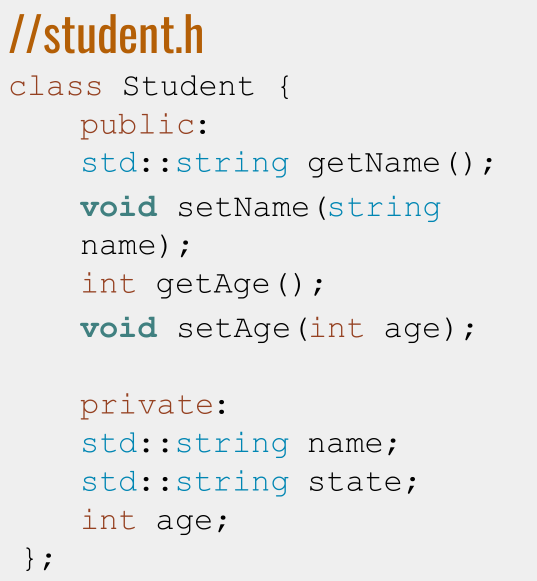 //student.h
class Student {
public:
std::string getName();
void setName(string
name);
int getAge();
void setAge(int age);
private:
std::string name;
std::string state;
int age;
};